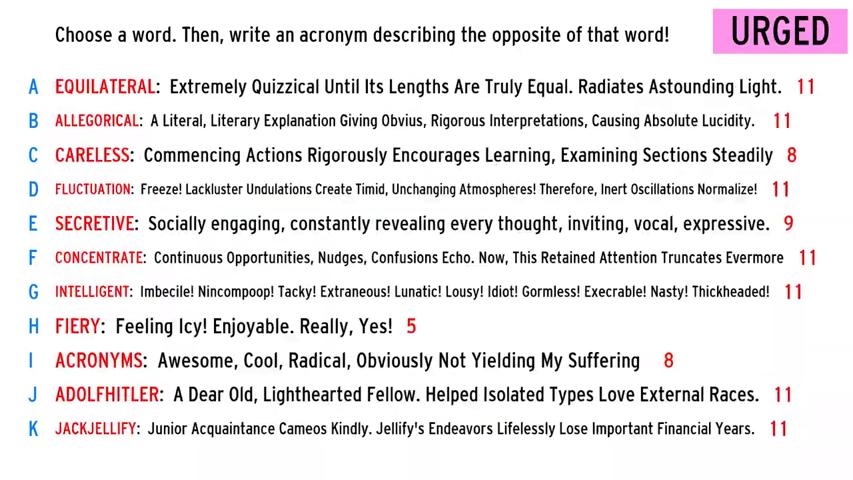 Choose a word. Then, write an acronym describing the opposite of that word!
URGED
A EQUILATERAL: Extremely Quizzical Until Its Lengths Are Truly Equal. Radiates Astounding Light. 11
B ALLEGORICAL: A Literal, Literary Explanation Giving Obvius, Rigorous Interpretations, Causing Absolute Lucidity. 11
C CARELESS: Commencing Actions Rigorously Encourages Learning, Examining Sections Steadily 8
D FLUCTUATION: Freeze! Lackluster Undulations Create Timid, Unchanging Atmospheres! Therefore, Inert Oscillations Normalize! 11
E SECRETIVE: Socially engaging, constantly revealing every thought, inviting, vocal, expressive. 9
F CONCENTRATE: Continuous Opportunities, Nudges, Confusions Echo. Now, This Retained Attention Truncates Evermore 11
G INTELLIGENT: Imbecile! Nincompoop! Tacky! Extraneous! Lunatic! Lousy! Idiot! Gormless! Execrable! Nasty! Thickheaded! 11
H FIERY: Feeling Icy! Enjoyable. Really, Yes! 5
I ACRONYMS: Awesome, Cool, Radical, Obviously Not Yielding My Suffering 8
J ADOLFHITLER: A Dear Old, Lighthearted Fellow. Helped Isolated Types Love External Races. 11
K JACKJELLIFY: Junior Acquaintance Cameos Kindly. Jellify's Endeavors Lifelessly Lose Important Financial Years. 11